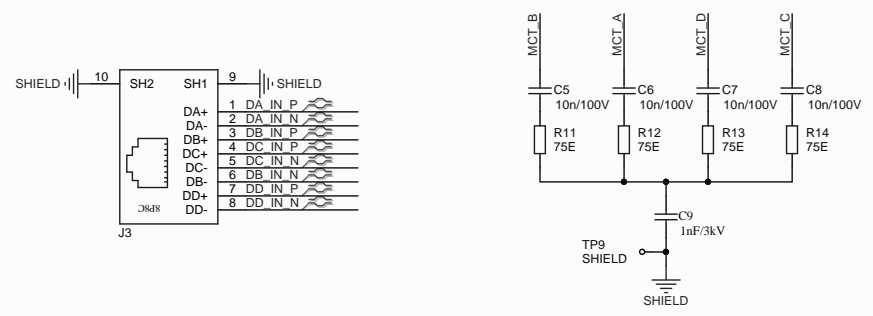 SHIELD
10
SH2
SH1
9
SHIELD
DA+
1
DA_IN_P
DA-
2
DA_IN_N
DB+
3
DB_IN_P
DC+
4
DC_IN_P
DC-
5
DC_IN_N
DB-
6
DB_IN_N
DD+
7
DD_IN_P
DD-
8
DD_IN_N
8P8C
J3
MCT_B
MCT_A
MCT_D
MCT_C
C5
10n/100V
C6
10n/100V
C7
10n/100V
C8
10n/100V
R11
75E
R12
75E
R13
75E
R14
75E
C9
1nF/3kV
TP9
SHIELD
SHIELD